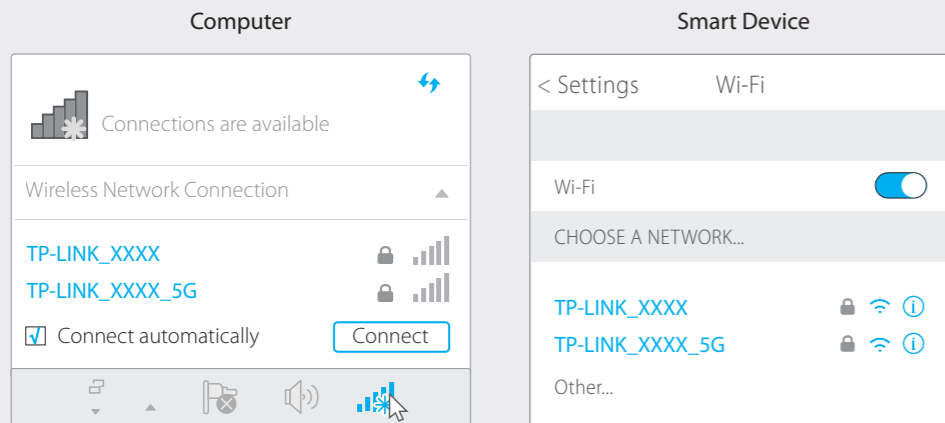 Computer
Connections are available
Wireless Network Connection
TP-LINK_XXXX
TP-LINK_XXXX_5G
Connect automatically
Connect
Smart Device
< Settings
Wi-Fi
Wi-Fi
CHOOSE A NETWORK...
TP-LINK_XXXX
TP-LINK_XXXX_5G
Other...